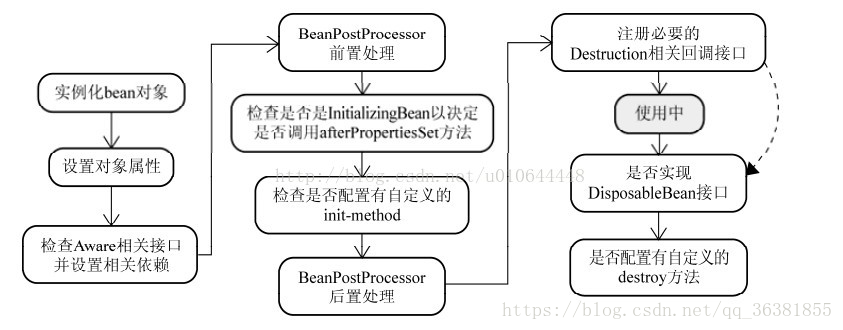 实例化bean对象
设置对象属性
检查Aware相关接口
并设置相关依赖
BeanPostProcessor
前置处理
检查是否是InitializingBean以决定
是否调用afterPropertiesSet方法
检查是否配置有自定义的
init-method
BeanPostProcessor
后置处理
注册必要的
Destruction相关回调接口
使用中
是否实现
DisposableBean接口
是否配置有自定义的
destroy方法
http://blog.csdn.net/u010644448
https://blog.csdn.net/qq_36381855